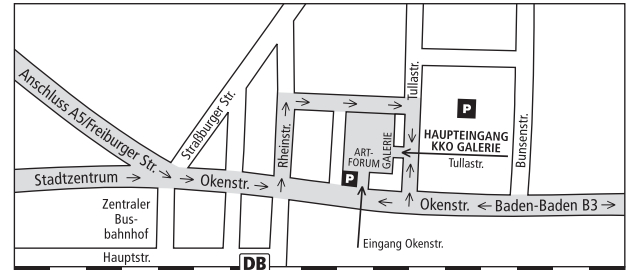 Anschluss A5/Freiburger Str.
Straßburger Str.
Rheinstr.
Tullastr.
Bunsenstr.
P
HAUPTEINGANG
KKO GALERIE
Tullastr.
ART-
FORUM
GALERIE
P
Stadtzentrum
Okenstr.
Okenstr.
Baden-Baden B3
Zentraler
Bus-
bahnhof
Eingang Okenstr.
Hauptstr.
DB